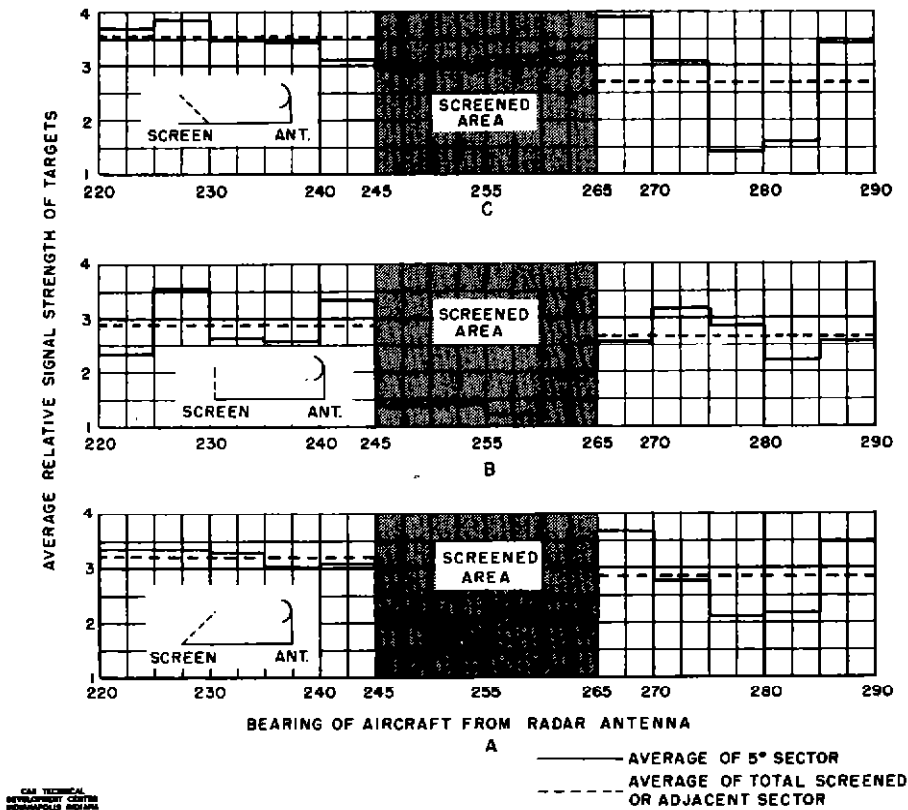 AVERAGE RELATIVE SIGNAL STRENGTH OF TARGETS
4
3
2
1
SCREENED
AREA
SCREEN ANT.
220 230 240 245 255 265 270 280 290
C
4
3
2
1
SCREENED
AREA
SCREEN ANT.
220 230 240 245 255 265 270 280 290
B
4
3
2
1
SCREENED
AREA
SCREEN ANT.
220 230 240 245 255 265 270 280 290
BEARING OF AIRCRAFT FROM RADAR ANTENNA
A
AVERAGE OF 5° SECTOR
AVERAGE OF TOTAL SCREENED
OR ADJACENT SECTOR
CAA TECHNICAL
DEVELOPMENT CENTER
INDIANAPOLIS INDIANA